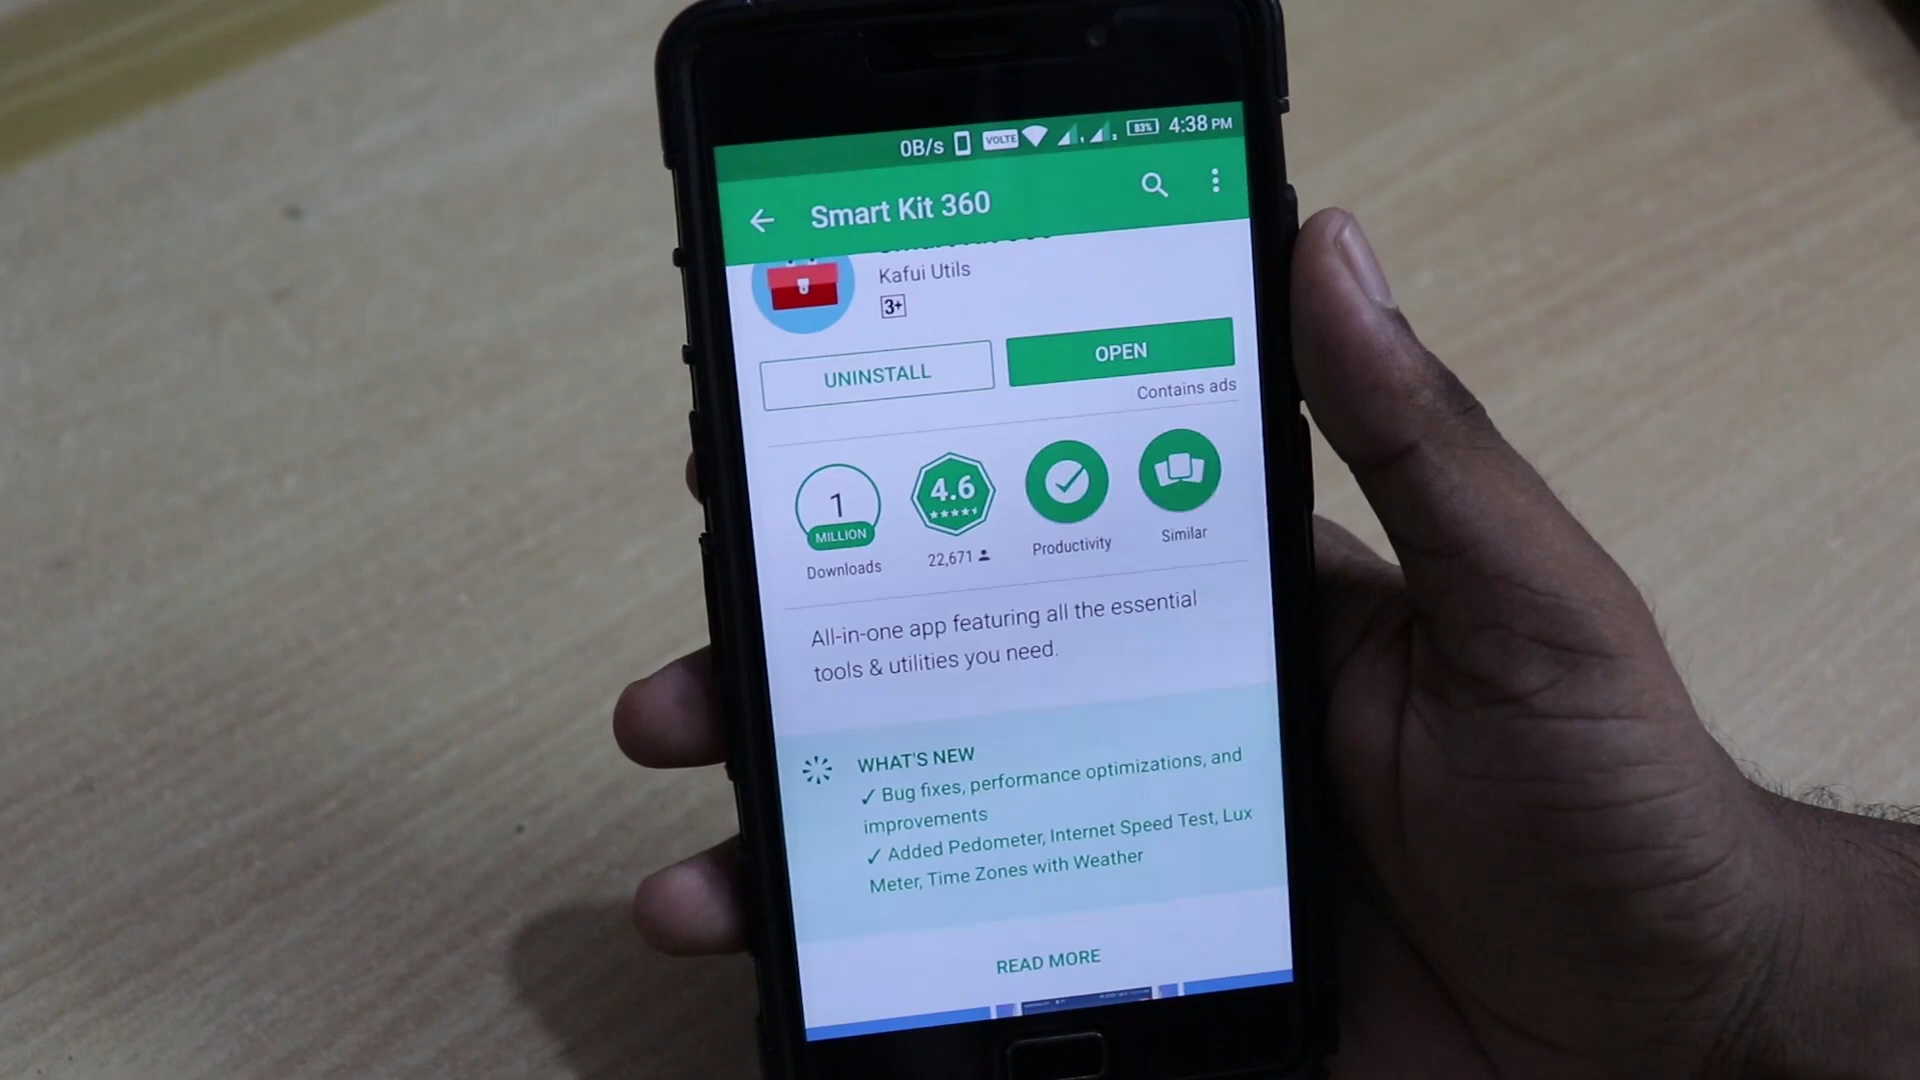 0B/s VOLTE 1 2 83% 4:38 PM
Smart Kit 360
Kafui Utils
3+
UNINSTALL
OPEN
Contains ads
1
MILLION
Downloads
4.6
22,671
Productivity
Similar
All-in-one app featuring all the essential
tools & utilities you need.
WHAT'S NEW
✓ Bug fixes, performance optimizations, and
improvements
✓ Added Pedometer, Internet Speed Test, Lux
Meter, Time Zones with Weather
READ MORE